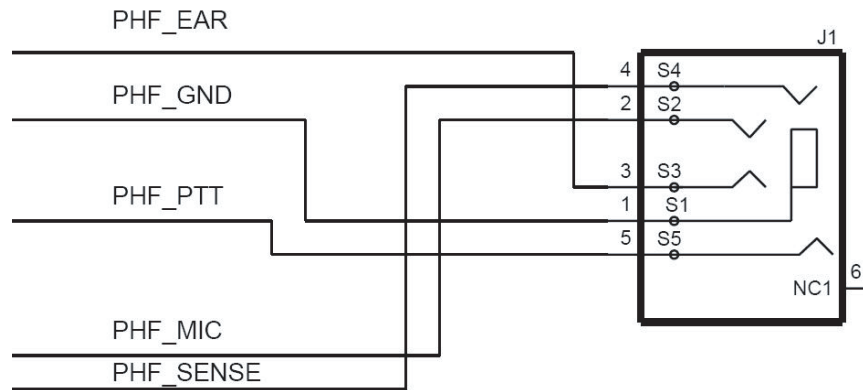 PHF_EAR
J1
4 S4
PHF_GND
2 S2
3 S3
PHF_PTT
1 S1
5 S5
6
NC1
PHF_MIC
PHF_SENSE